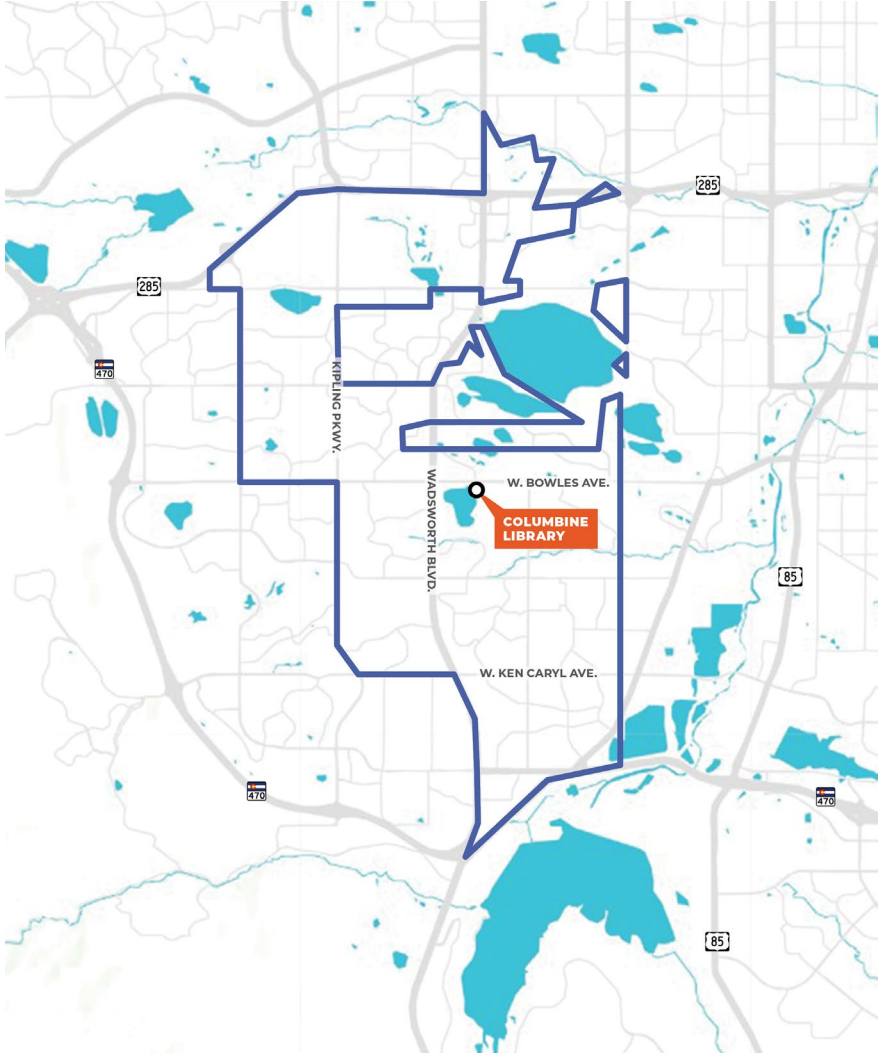 285
285
470
KIPLING PKWY.
WADSWORTH BLVD.
W. BOWLES AVE.
COLUMBINE
LIBRARY
85
W. KEN CARYL AVE.
470
470
85